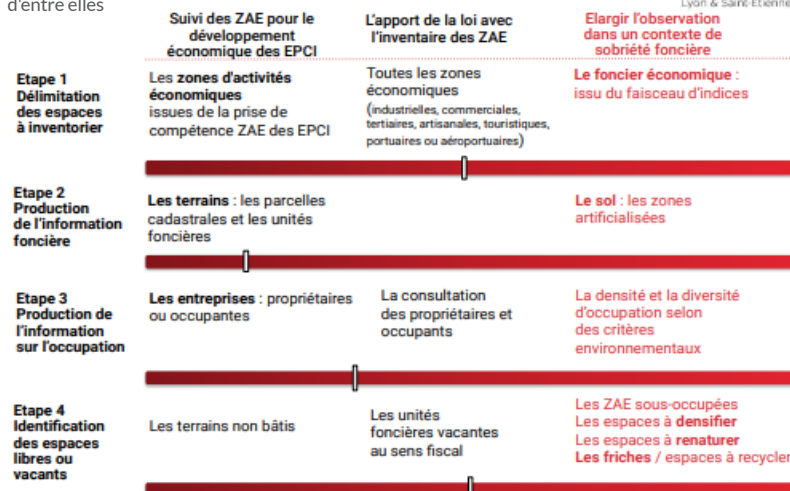 d'entre elles
Lyon & Saint-Etienne
Suivi des ZAE pour le
développement
économique des EPCI
L'apport de la loi avec
l'inventaire des ZAE
Elargir l'observation
dans un contexte de
sobriété foncière
Etape 1
Délimitation
des espaces
à inventorier
Les zones d'activités
économiques
issues de la prise de
compétence ZAE des EPCI
Toutes les zones
économiques
(industrielles, commerciales,
tertiaires, artisanales, touristiques,
portuaires ou aéroportuaires)
Le foncier économique :
issu du faisceau d'indices
Etape 2
Production
de l'information
foncière
Les terrains : les parcelles
cadastrales et les unités
foncières
Le sol : les zones
artificialisées
Etape 3
Production de
l'information
sur l'occupation
Les entreprises : propriétaires
ou occupantes
La consultation
des propriétaires et
occupants
La densité et la diversité
d'occupation selon
des critères
environnementaux
Etape 4
Identification
des espaces
libres ou
vacants
Les terrains non bâtis
Les unités
foncières vacantes
au sens fiscal
Les ZAE sous-occupées
Les espaces à densifier
Les espaces à renaturer
Les friches / espaces à recycler